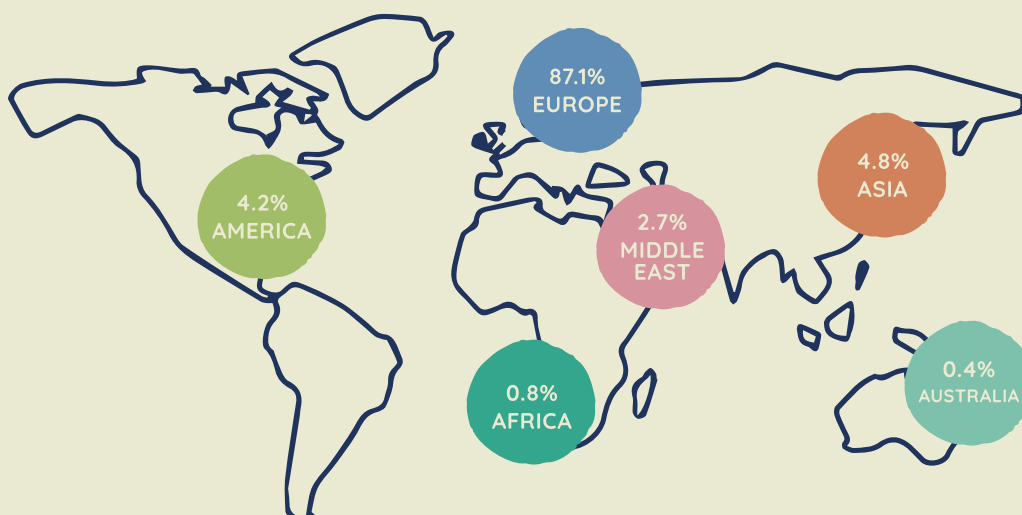 87.1%
EUROPE
4.8%
ASIA
4.2%
AMERICA
2.7%
MIDDLE
EAST
0.8%
AFRICA
0.4%
AUSTRALIA